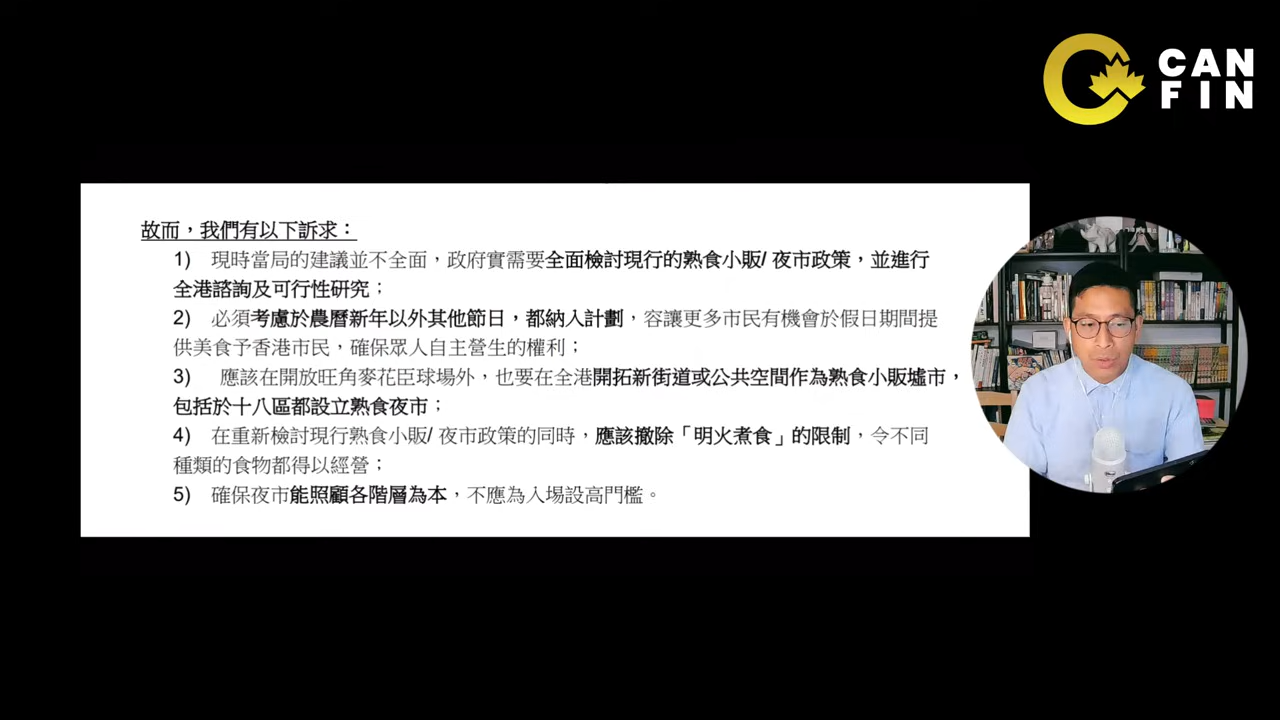 CAN
FIN
故而，我們有以下訴求：
1) 現時當局的建議並不全面，政府實需要全面檢討現行的熟食小販/ 夜市政策，並進行
全港諮詢及可行性研究；
2) 必須考慮於農曆新年以外其他節日，都納入計劃，容讓更多市民有機會於假日期間提
供美食予香港市民，確保眾人自主營生的權利；
3) 應該在開放旺角麥花臣球場外，也要在全港開拓新街道或公共空間作為熟食小販墟市，
包括於十八區都設立熟食夜市；
4) 在重新檢討現行熟食小販/ 夜市政策的同時，應該撤除「明火煮食」的限制，令不同
種類的食物都得以經營；
5) 確保夜市能照顧各階層為本，不應為入場設高門檻。